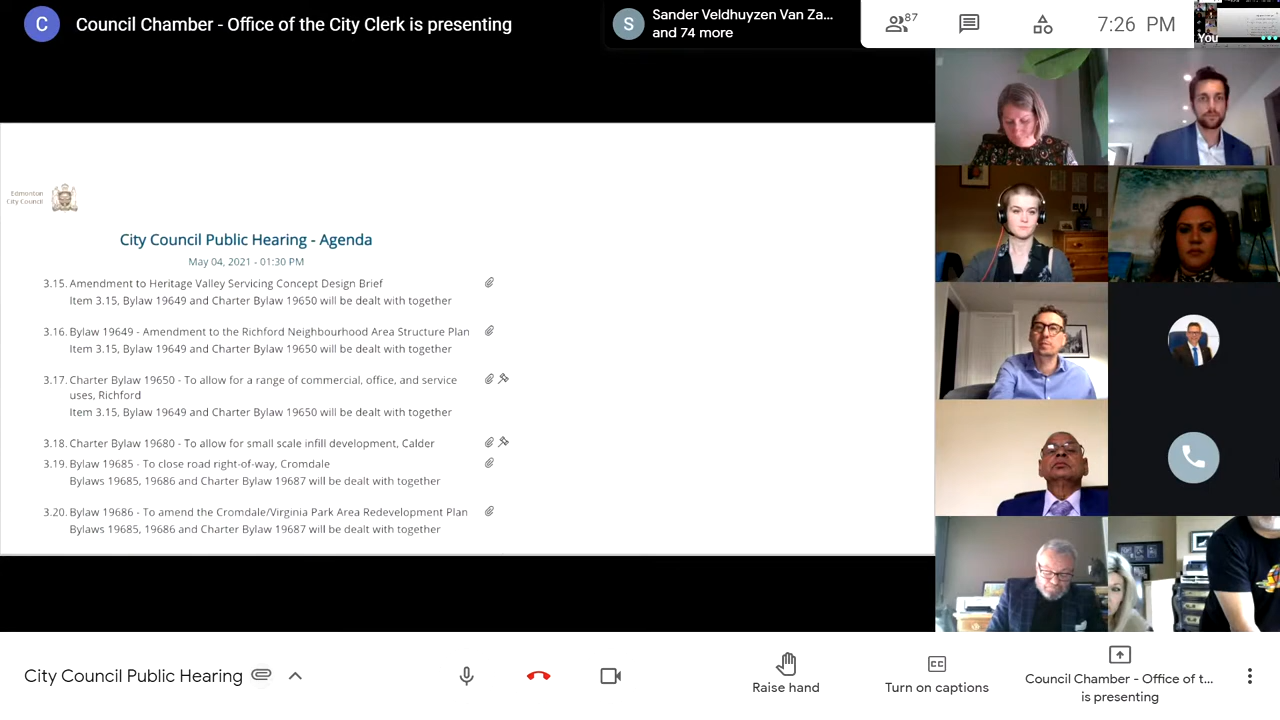 C
Council Chamber - Office of the City Clerk is presenting
S
Sander Veldhuyzen Van Za...
and 74 more
87
7:26 PM
You
Edmonton
City Council
City Council Public Hearing - Agenda
May 04, 2021 - 01:30 PM
3.15. Amendment to Heritage Valley Servicing Concept Design Brief
Item 3.15, Bylaw 19649 and Charter Bylaw 19650 will be dealt with together
3.16. Bylaw 19649 - Amendment to the Richford Neighbourhood Area Structure Plan
Item 3.15, Bylaw 19649 and Charter Bylaw 19650 will be dealt with together
3.17. Charter Bylaw 19650 - To allow for a range of commercial, office, and service
uses, Richford
Item 3.15, Bylaw 19649 and Charter Bylaw 19650 will be dealt with together
3.18. Charter Bylaw 19680 - To allow for small scale infill development, Calder
3.19. Bylaw 19685 - To close road right-of-way, Cromdale
Bylaws 19685, 19686 and Charter Bylaw 19687 will be dealt with together
3.20. Bylaw 19686 - To amend the Cromdale/Virginia Park Area Redevelopment Plan
Bylaws 19685, 19686 and Charter Bylaw 19687 will be dealt with together
City Council Public Hearing
Raise hand
CC
Turn on captions
Council Chamber - Office of t...
is presenting